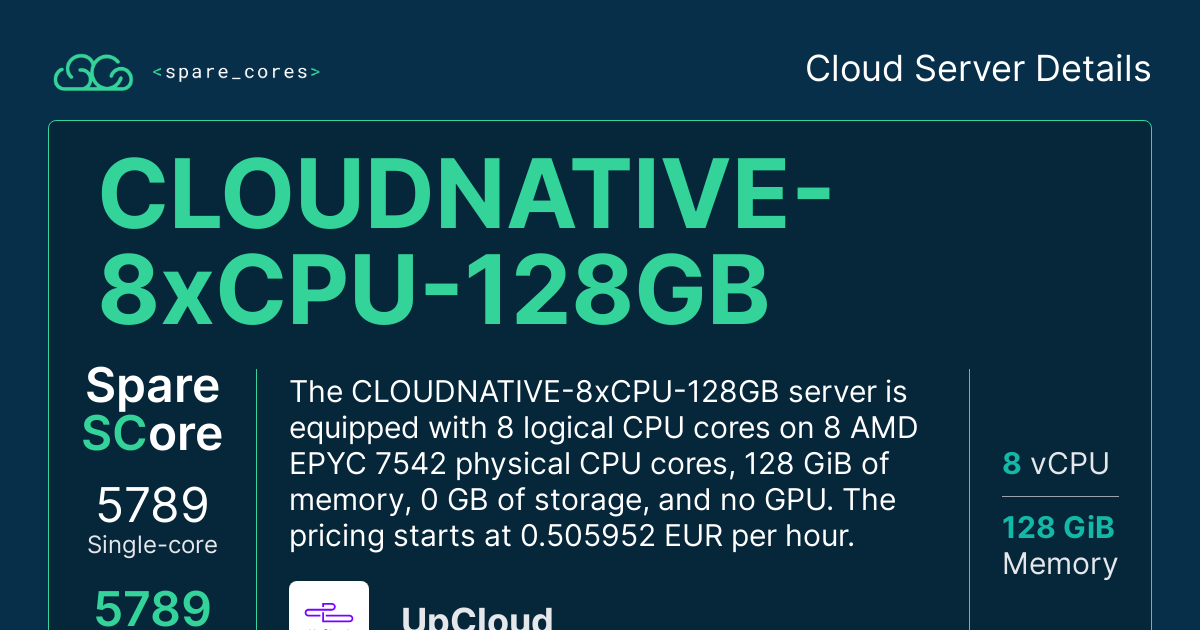 <spare_cores>
Cloud Server Details
CLOUDNATIVE-
8xCPU-128GB
Spare
SCore
5789
Single-core
5789
The CLOUDNATIVE-8xCPU-128GB server is
equipped with 8 logical CPU cores on 8 AMD
EPYC 7542 physical CPU cores, 128 GiB of
memory, 0 GB of storage, and no GPU. The
pricing starts at 0.505952 EUR per hour.
UpCloud
8 vCPU
128 GiB
Memory